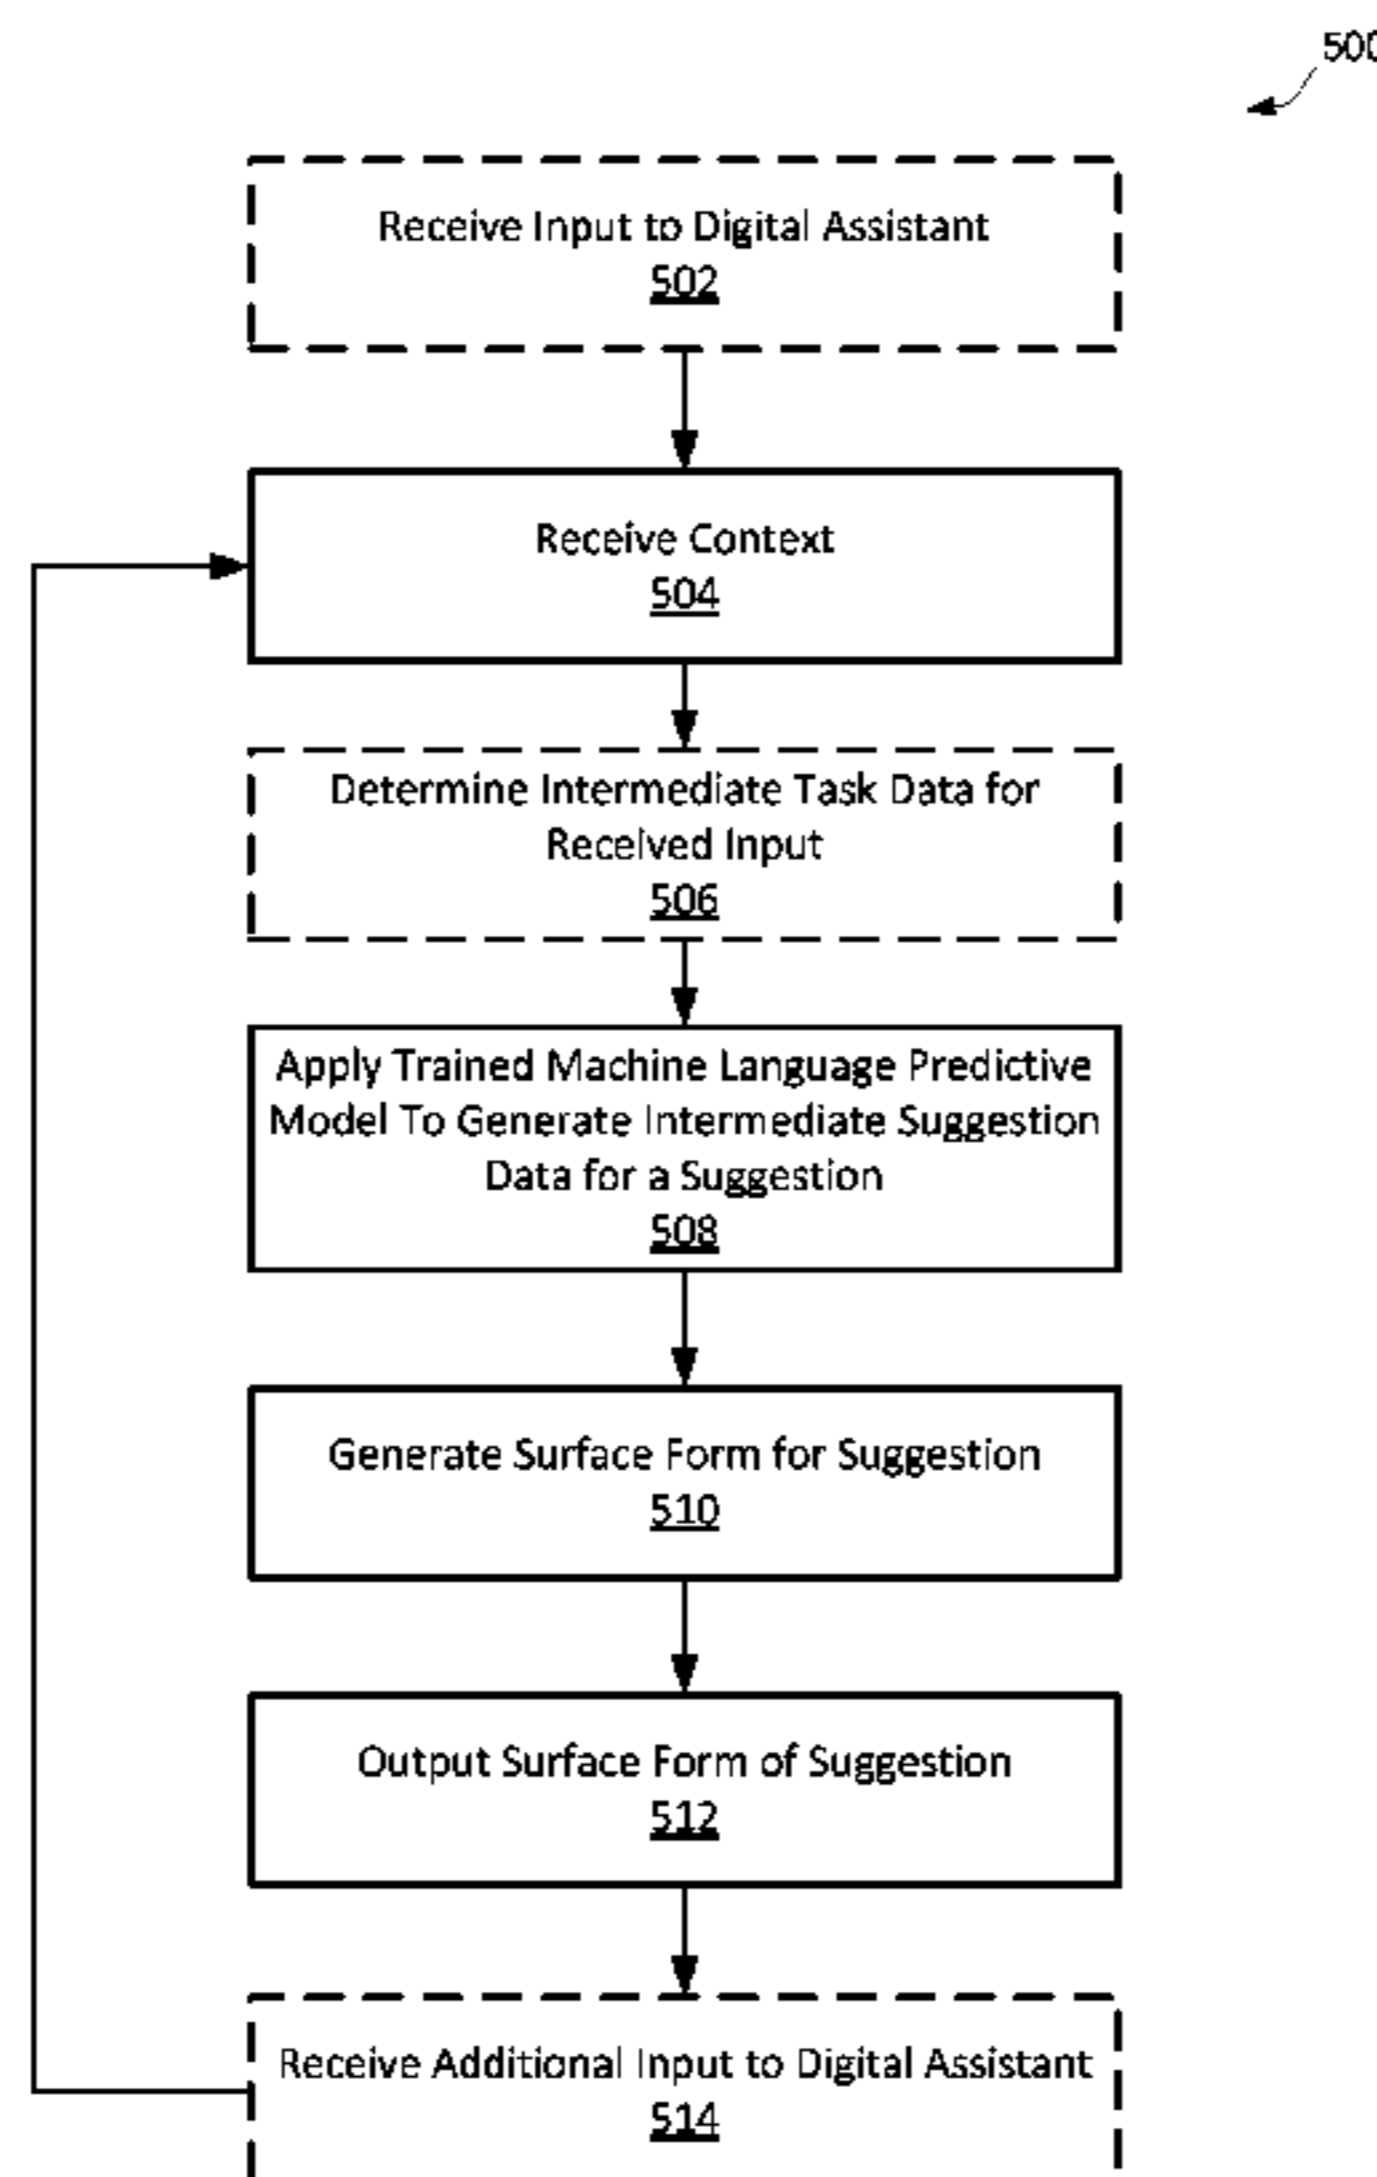 500
Receive Input to Digital Assistant
502
Receive Context
504
Determine Intermediate Task Data for
Received Input
506
Apply Trained Machine Language Predictive
Model To Generate Intermediate Suggestion
Data for a Suggestion
508
Generate Surface Form for Suggestion
510
Output Surface Form of Suggestion
512
Receive Additional Input to Digital Assistant
514